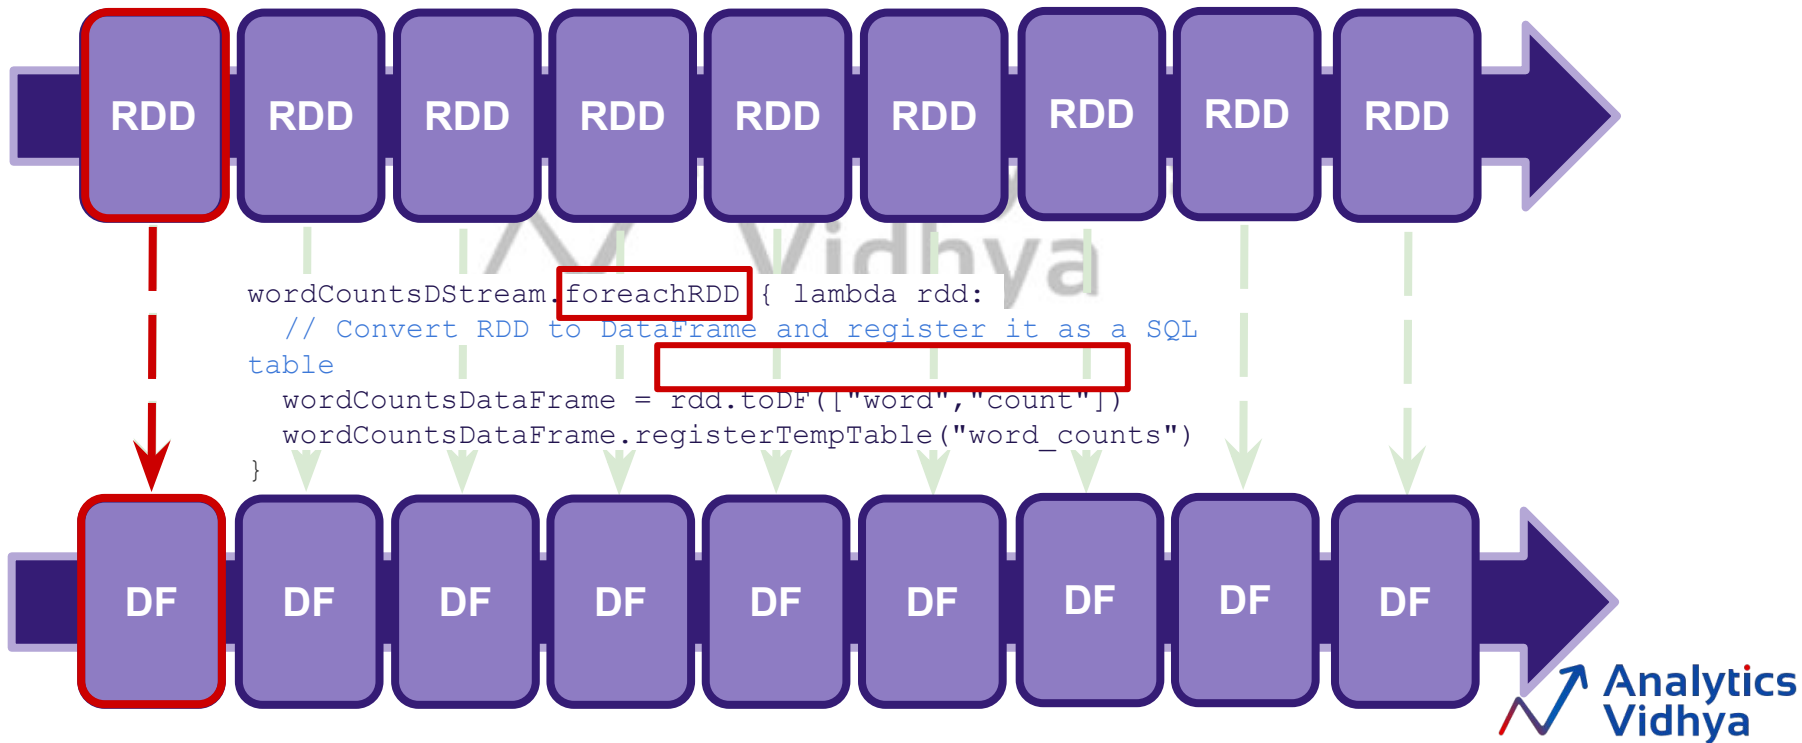 RDD RDD RDD RDD RDD RDD RDD RDD RDD
Vidhya
wordCountsDStream.foreachRDD { lambda rdd:
// Convert RDD to DataFrame and register it as a SQL
table
wordCountsDataFrame = rdd.toDF(["word","count"])
wordCountsDataFrame.registerTempTable("word_counts")
}
DF DF DF DF DF DF DF DF DF
Analytics
Vidhya